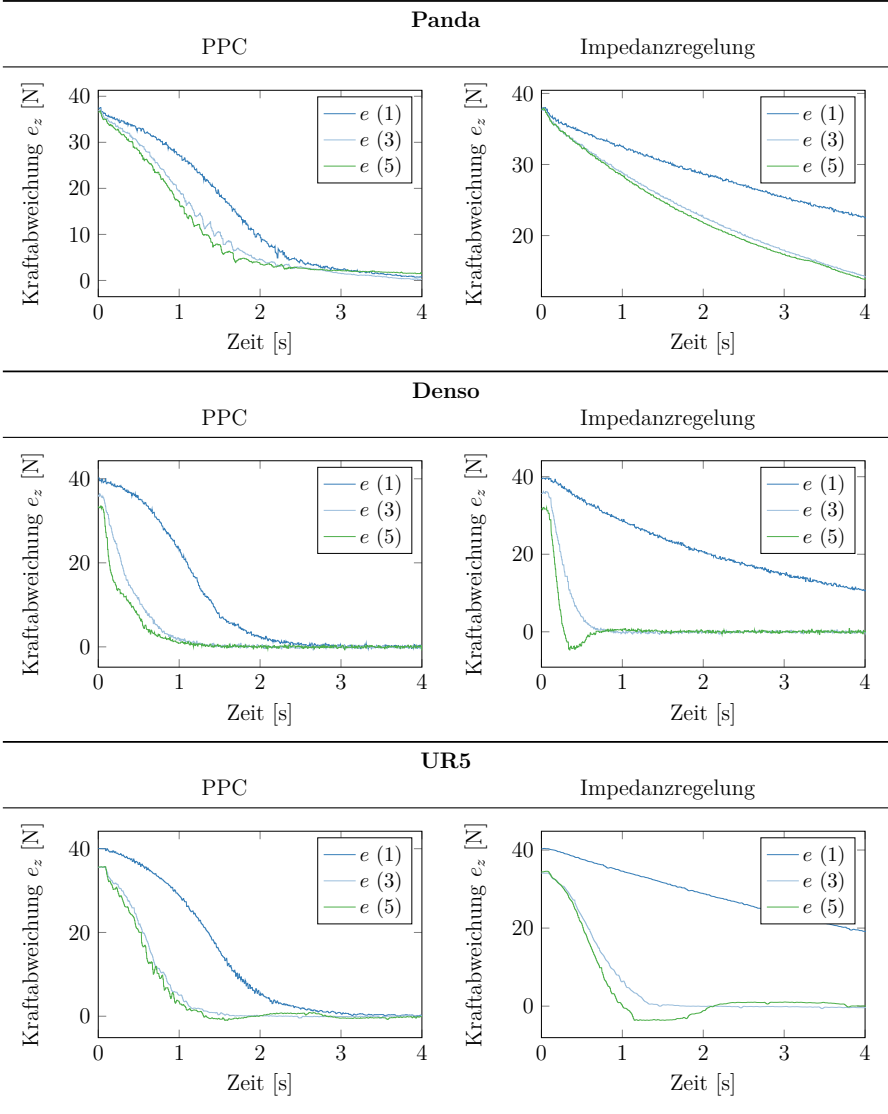 Panda
PPC Impedanzregelung
Kraftabweichung e_z [N]
40
30
20
10
0
0 1 2 3 4
Zeit [s]
e (1)
e (3)
e (5)
Kraftabweichung e_z [N]
40
30
20
0 1 2 3 4
Zeit [s]
e (1)
e (3)
e (5)
Denso
PPC Impedanzregelung
Kraftabweichung e_z [N]
40
20
0
0 1 2 3 4
Zeit [s]
e (1)
e (3)
e (5)
Kraftabweichung e_z [N]
40
20
0
0 1 2 3 4
Zeit [s]
e (1)
e (3)
e (5)
UR5
PPC Impedanzregelung
Kraftabweichung e_z [N]
40
20
0
0 1 2 3 4
Zeit [s]
e (1)
e (3)
e (5)
Kraftabweichung e_z [N]
40
20
0
0 1 2 3 4
Zeit [s]
e (1)
e (3)
e (5)